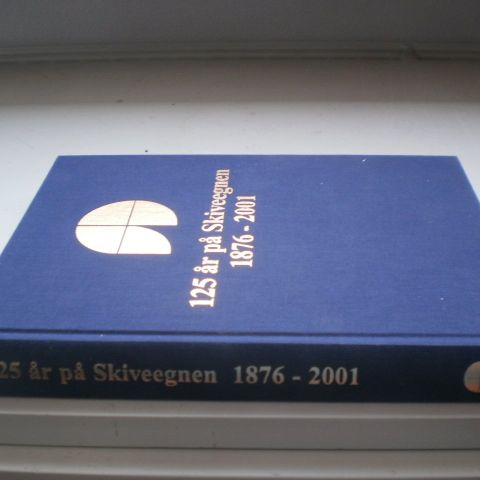 125 år på Skiveegnen
1876 - 2001
25 år på Skiveegnen 1876 - 2001